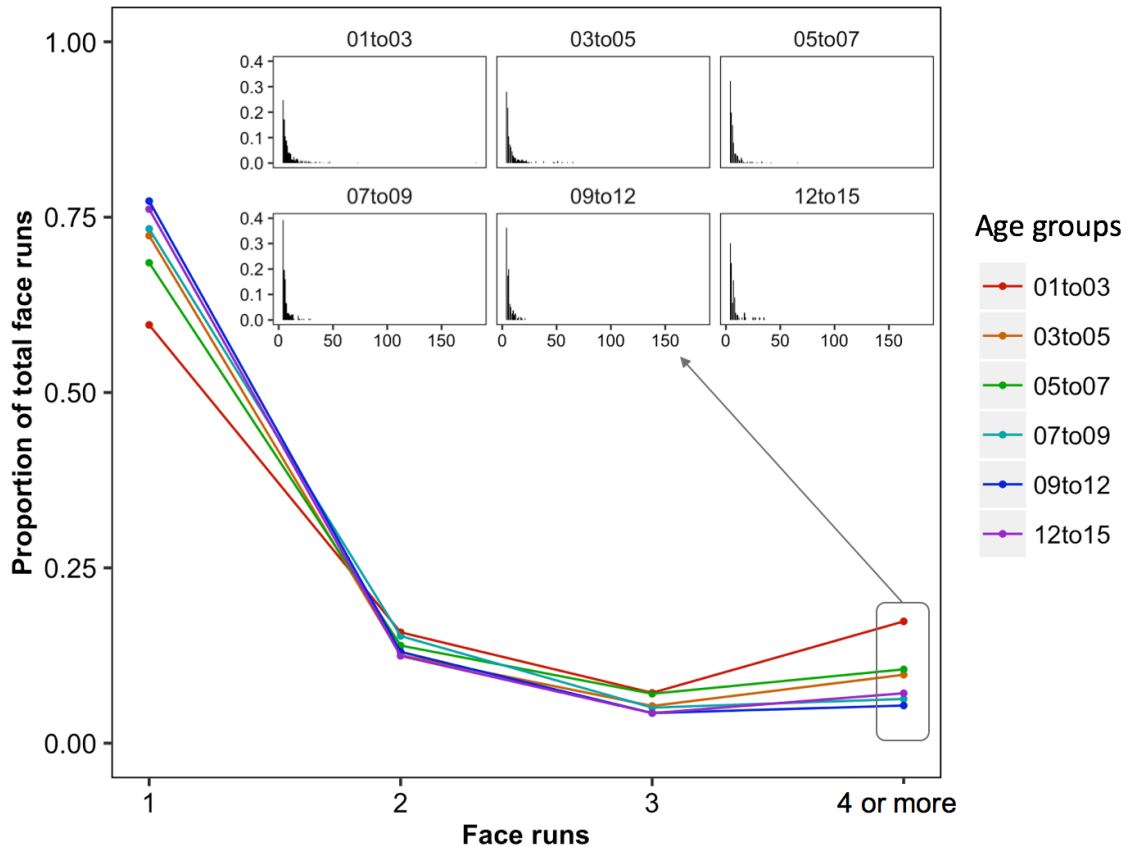 01to03 03to05 05to07
0.4
0.3
0.2
0.1
0.0
07to09 09to12 12to15
0.4
0.3
0.2
0.1
0.0
0 50 100 150 0 50 100 150 0 50 100 150
1.00
0.75
0.50
0.25
0.00
Proportion of total face runs
1 2 3 4 or more
Face runs
Age groups
01to03
03to05
05to07
07to09
09to12
12to15